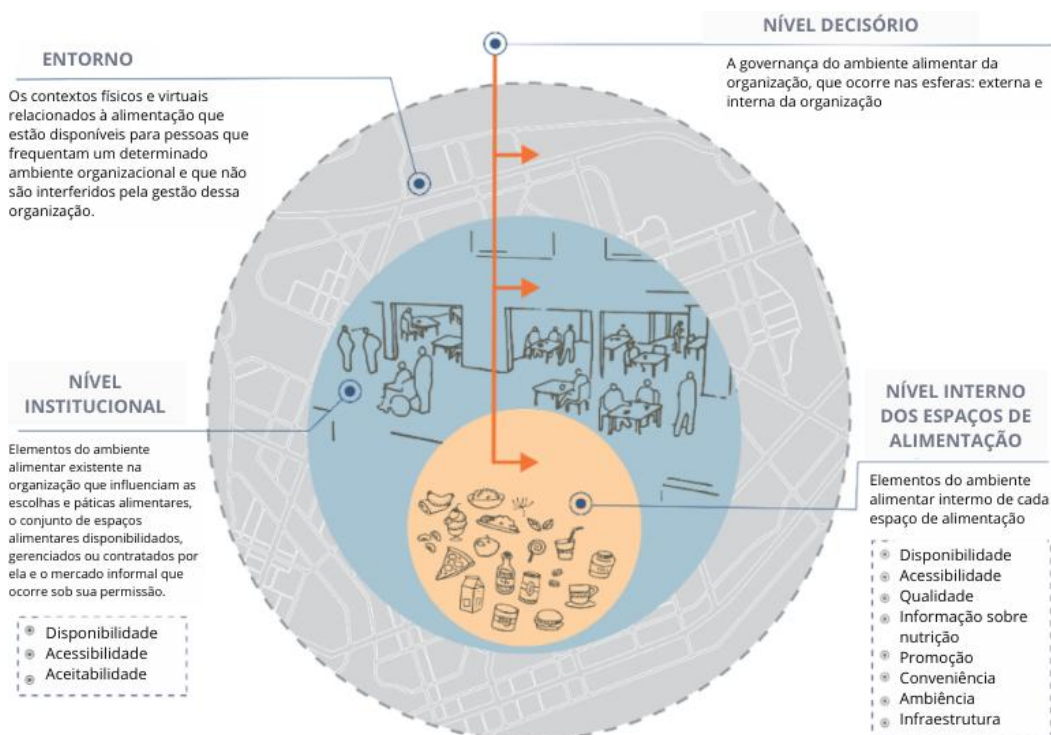 ENTORNO
Os contextos físicos e virtuais
relacionados à alimentação que
estão disponíveis para pessoas que
frequentam um determinado
ambiente organizacional e que não
são interferidos pela gestão dessa
organização.
NÍVEL DECISÓRIO
A governança do ambiente alimentar da
organização, que ocorre nas esferas: externa e
interna da organização
NÍVEL
INSTITUCIONAL
Elementos do ambiente
alimentar existente na
organização que influenciam as
escolhas e páticas alimentares,
o conjunto de espaços
alimentares disponibilidados,
gerenciados ou contratados por
ela e o mercado informal que
ocorre sob sua permissão.
Disponibilidade
Acessibilidade
Aceitabilidade
NÍVEL INTERNO
DOS ESPAÇOS DE
ALIMENTAÇÃO
Elementos do ambiente
alimentar intermo de cada
espaço de alimentação
Disponibilidade
Acessibilidade
Qualidade
Informação sobre
nutrição
Promoção
Conveniência
Ambiência
Infraestrutura